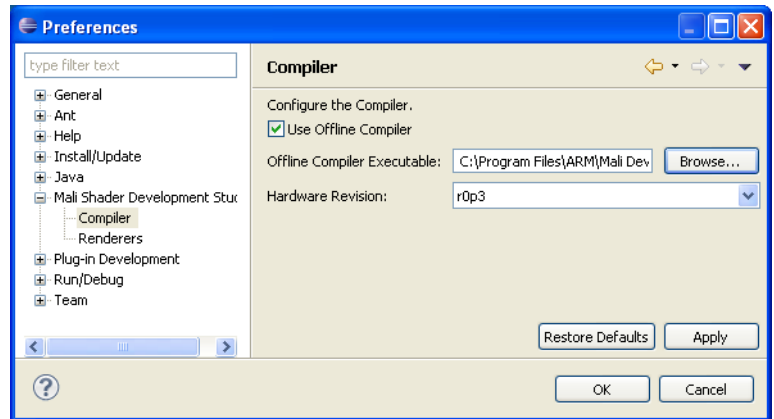 Preferences
type filter text
General
Ant
Help
Install/Update
Java
Mali Shader Development Stu
Compiler
Renderers
Plug-in Development
Run/Debug
Team
Compiler
Configure the Compiler.
Use Offline Compiler
Offline Compiler Executable: C:\Program Files\ARM\Mali Dev Browse...
Hardware Revision: r0p3
Restore Defaults Apply
OK Cancel